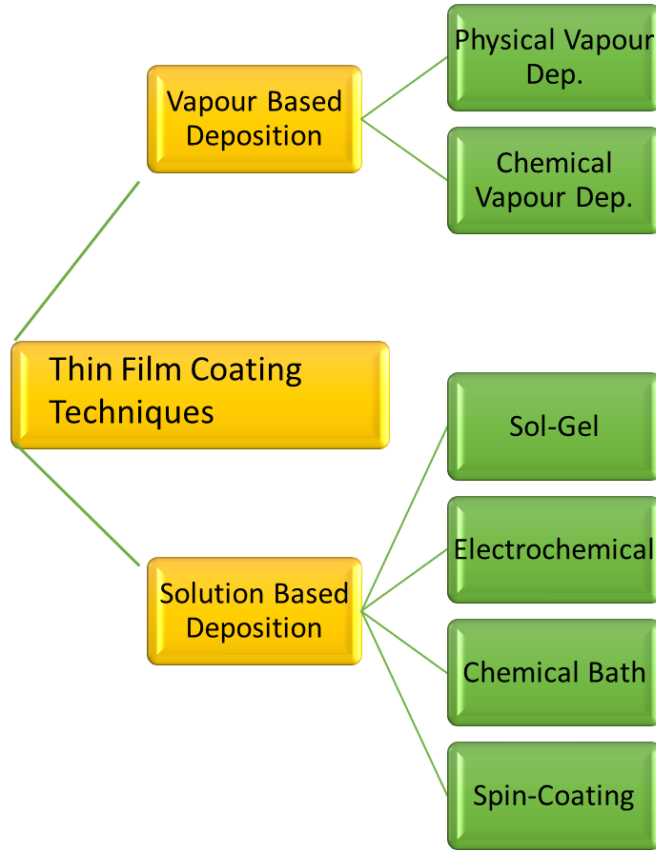 Physical Vapour
Dep.
Vapour Based
Deposition
Chemical
Vapour Dep.
Thin Film Coating
Techniques
Sol-Gel
Electrochemical
Solution Based
Deposition
Chemical Bath
Spin-Coating